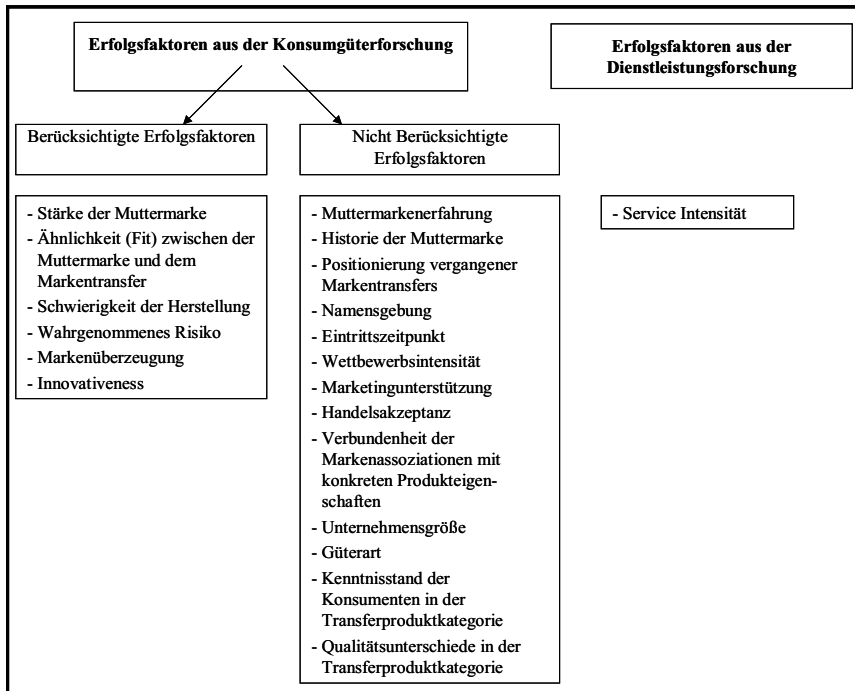 Erfolgsfaktoren aus der Konsumgüterforschung
Erfolgsfaktoren aus der
Dienstleistungsforschung
Berücksichtigte Erfolgsfaktoren
Nicht Berücksichtigte
Erfolgsfaktoren
- Stärke der Muttermarke
- Ähnlichkeit (Fit) zwischen der
Muttermarke und dem
Markentransfer
- Schwierigkeit der Herstellung
- Wahrgenommenes Risiko
- Markenüberzeugung
- Innovativeness
- Muttermarkenerfahrung
- Historie der Muttermarke
- Positionierung vergangener
Markentransfers
- Namensgebung
- Eintrittszeitpunkt
- Wettbewerbsintensität
- Marketingunterstützung
- Handelsakzeptanz
- Verbundenheit der
Markenassoziationen mit
konkreten Produkteigen-
schaften
- Unternehmensgröße
- Güterart
- Kenntnisstand der
Konsumenten in der
Transferproduktkategorie
- Qualitätsunterschiede in der
Transferproduktkategorie
- Service Intensität